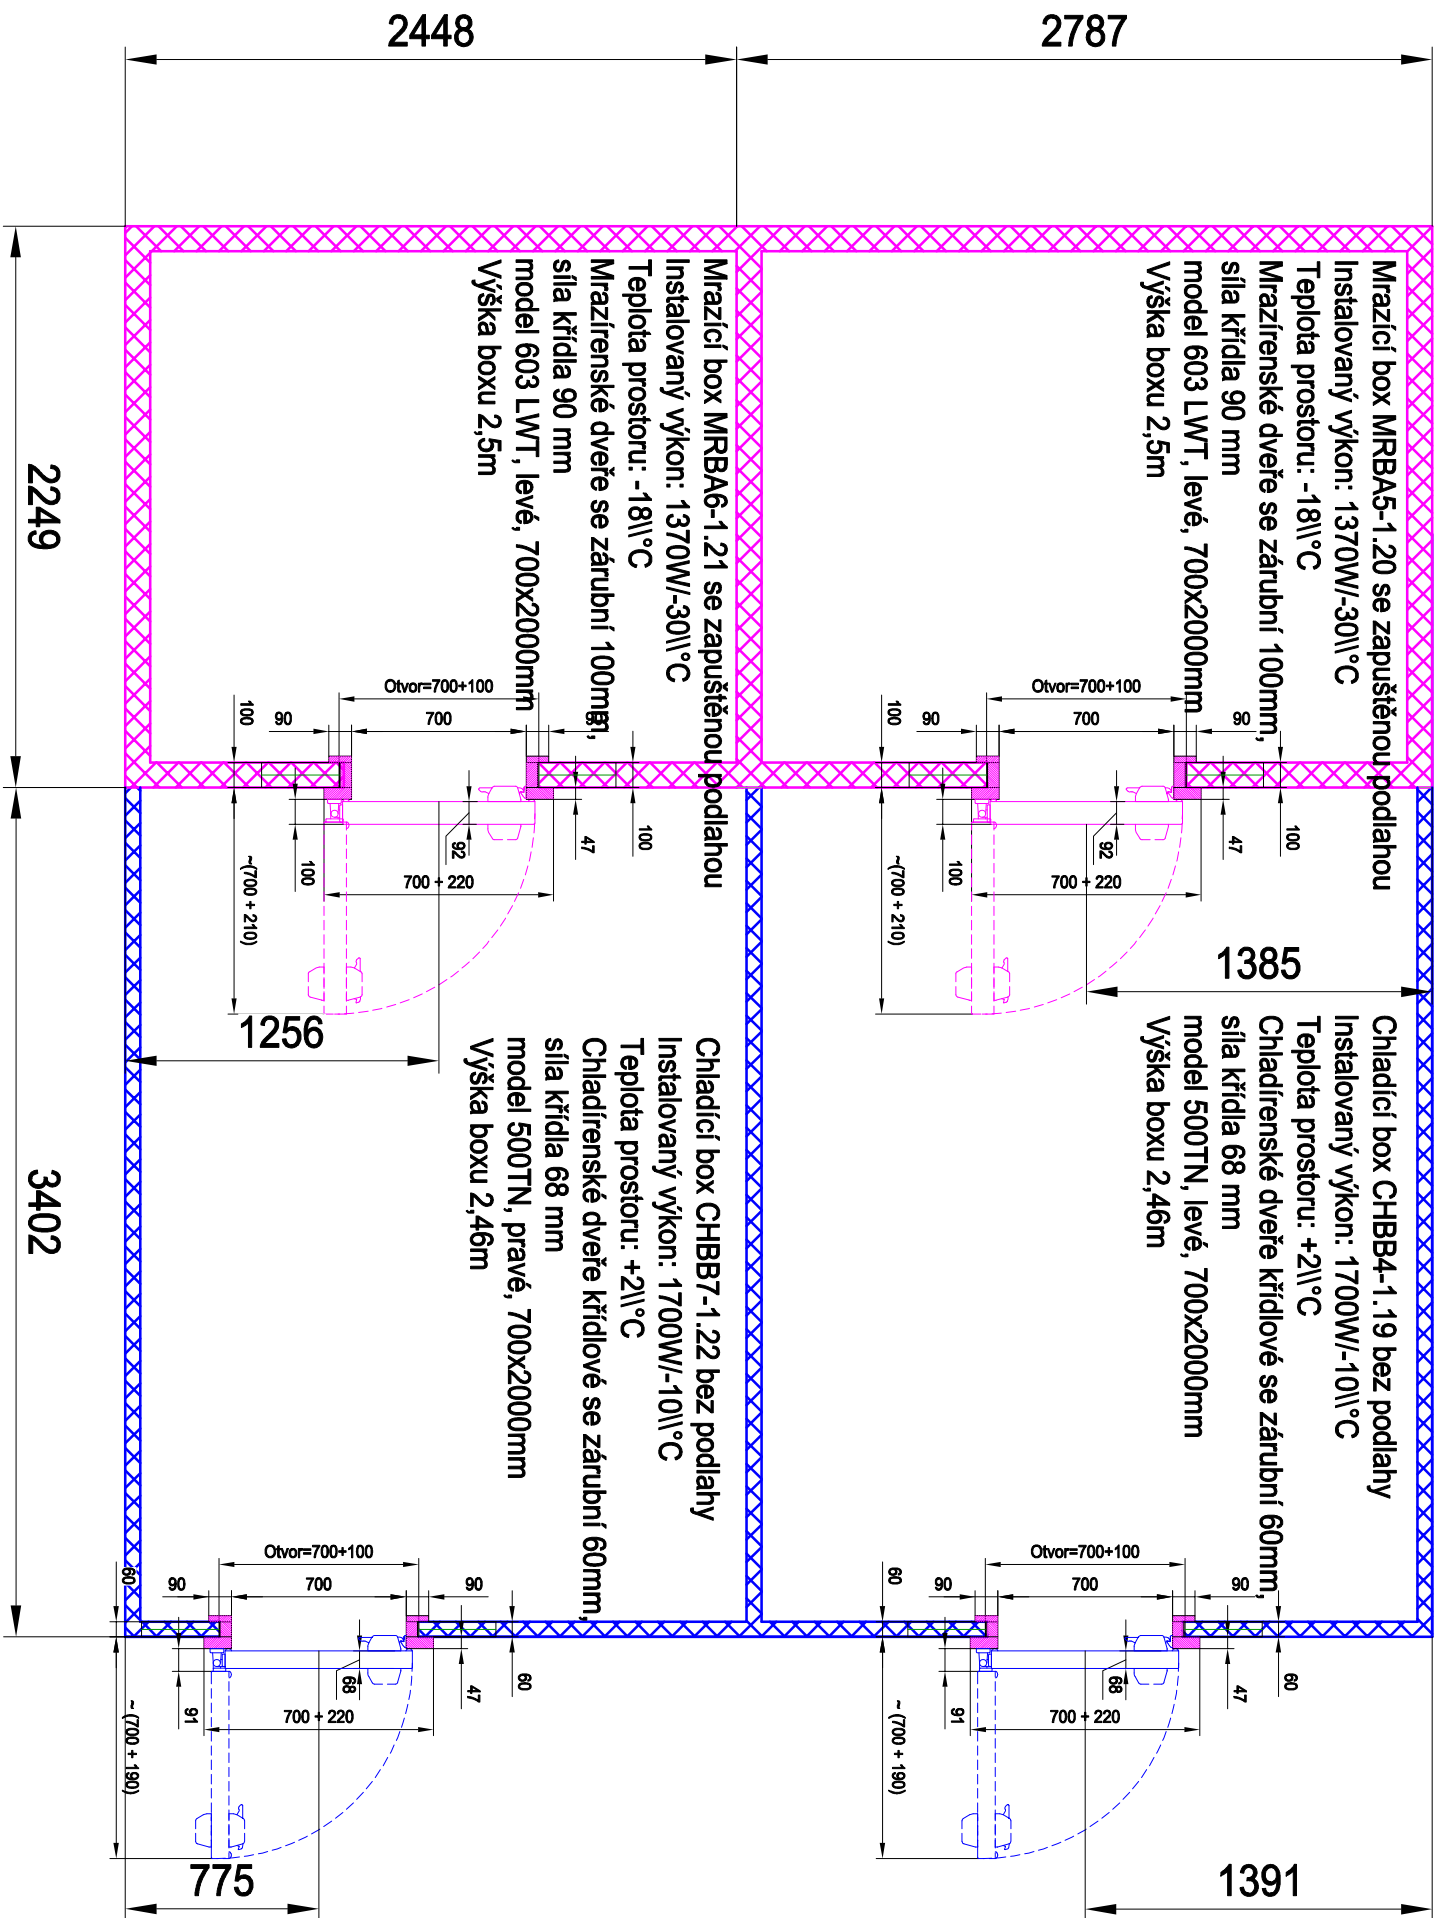 2448
2787
Mrazící box MRBA5-1.20 se zapuštěnou podlahou
Instalovaný výkon: 1370W/-30\\°C
Teplota prostoru: -18\\°C
Mrazírenské dveře se zárubní 100mm,
síla křídla 90 mm
model 603 LWT, levé, 700x2000mm
Výška boxu 2,5m
Mrazící box MRBA6-1.21 se zapuštěnou podlahou
Instalovaný výkon: 1370W/-30\\°C
Teplota prostoru: -18\\°C
Mrazírenské dveře se zárubní 100mm,
síla křídla 90 mm
model 603 LWT, levé, 700x2000mm
Výška boxu 2,5m
2249
Otvor=700+100
100
90
700
90
100
47
92
100
700 + 220
~(700 + 210)
Otvor=700+100
100
90
700
90
100
47
92
100
700 + 220
~(700 + 210)
1385
1256
Chladící box CHBB4-1.19 bez podlahy
Instalovaný výkon: 1700W/-10\\°C
Teplota prostoru: +2\\°C
Chladírenské dveře křídlové se zárubní 60mm,
síla křídla 68 mm
model 500TN, levé, 700x2000mm
Výška boxu 2,46m
Chladící box CHBB7-1.22 bez podlahy
Instalovaný výkon: 1700W/-10\\°C
Teplota prostoru: +2\\°C
Chladírenské dveře křídlové se zárubní 60mm,
síla křídla 68 mm
model 500TN, pravé, 700x2000mm
Výška boxu 2,46m
3402
Otvor=700+100
60
90
700
90
60
47
68
91
700 + 220
~ (700 + 190)
Otvor=700+100
60
90
700
90
60
47
68
91
700 + 220
~ (700 + 190)
775
1391